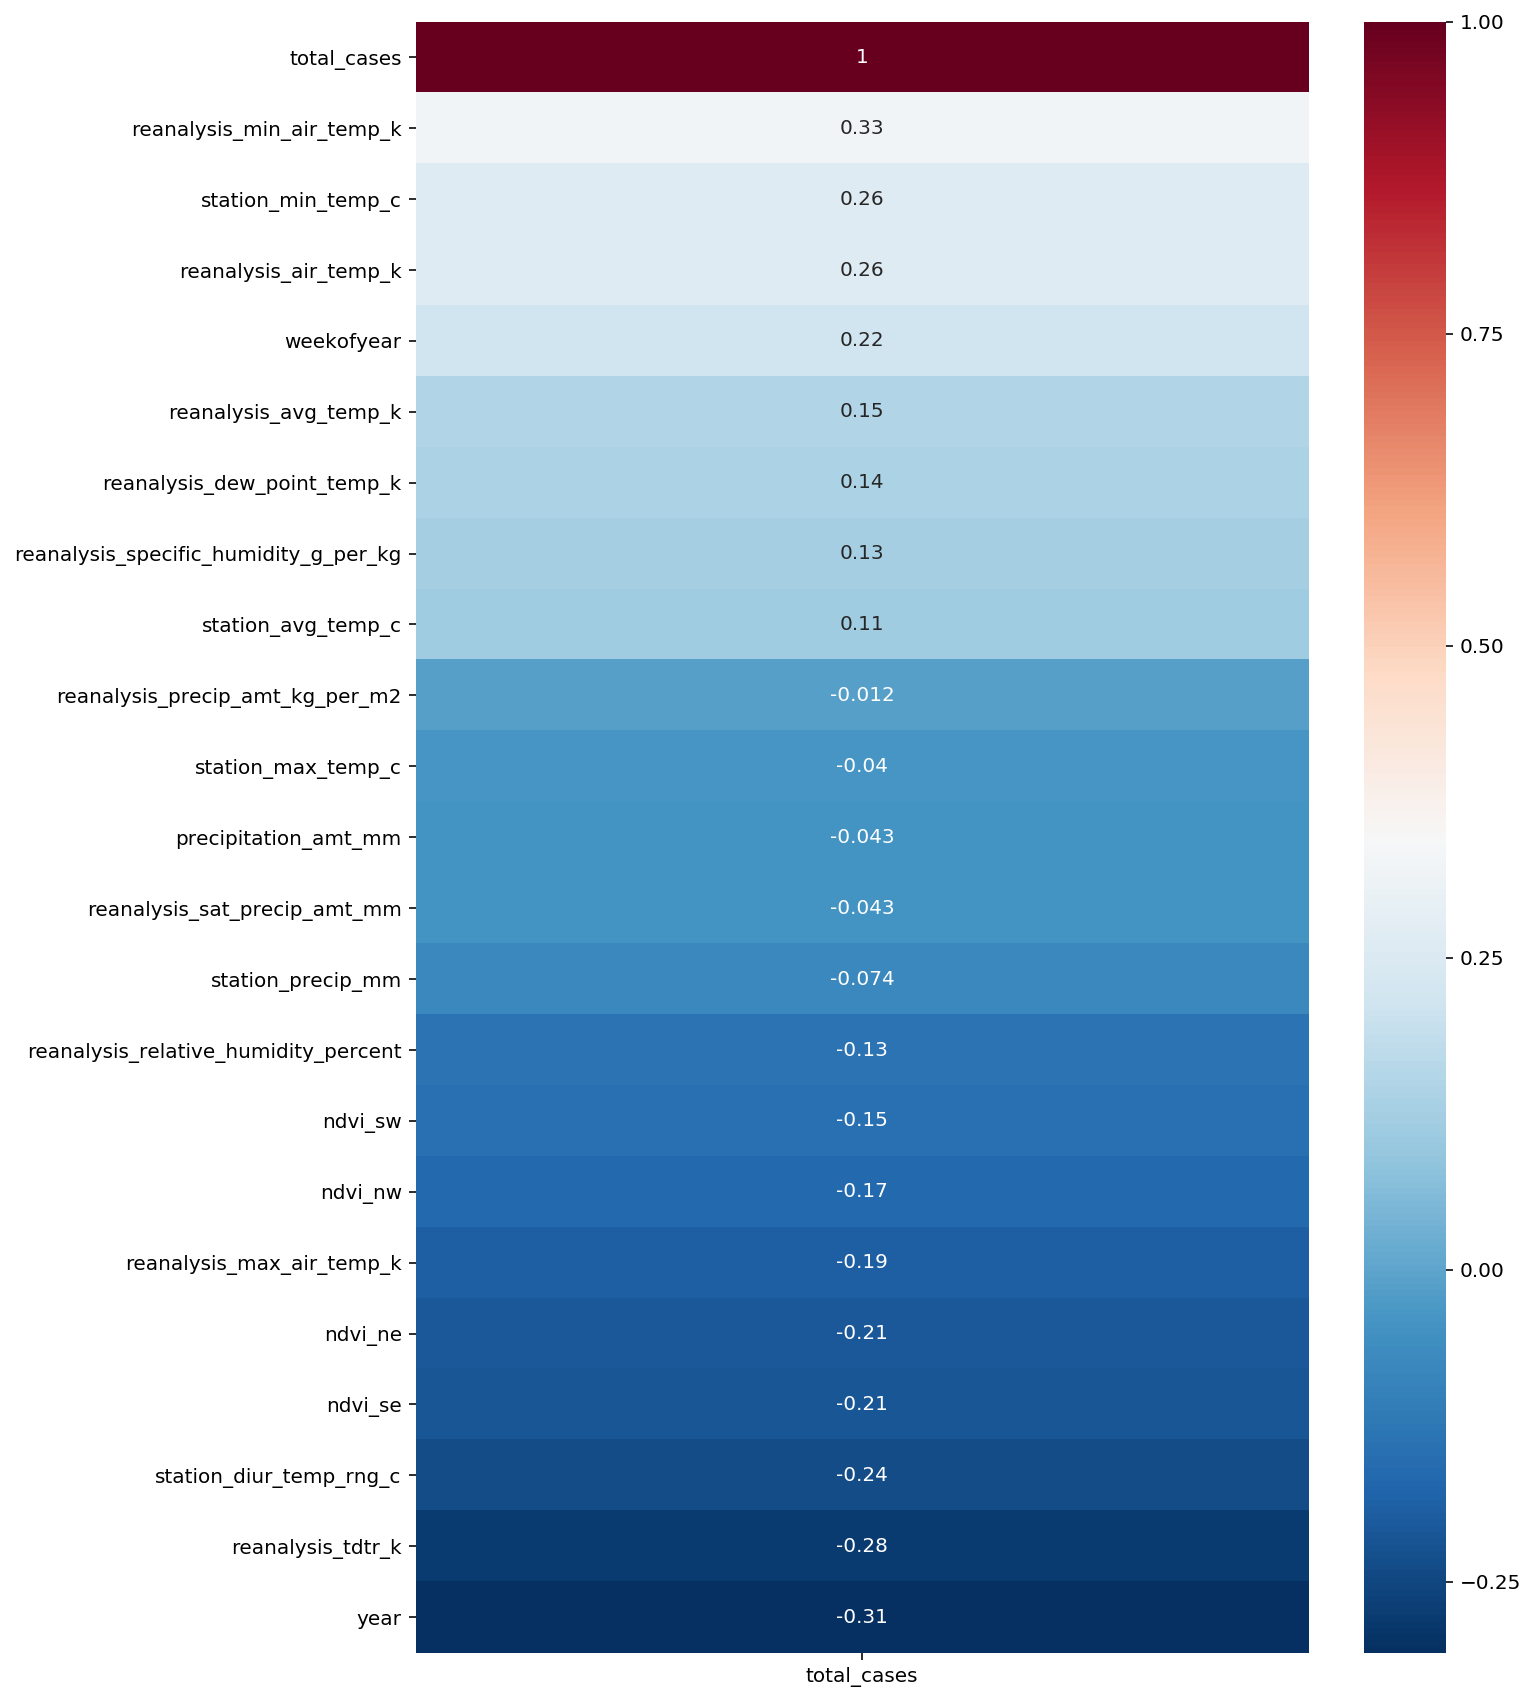 total_cases 1
reanalysis_min_air_temp_k 0.33
station_min_temp_c 0.26
reanalysis_air_temp_k 0.26
weekofyear 0.22
reanalysis_avg_temp_k 0.15
reanalysis_dew_point_temp_k 0.14
reanalysis_specific_humidity_g_per_kg 0.13
station_avg_temp_c 0.11
reanalysis_precip_amt_kg_per_m2 -0.012
station_max_temp_c -0.04
precipitation_amt_mm -0.043
reanalysis_sat_precip_amt_mm -0.043
station_precip_mm -0.074
reanalysis_relative_humidity_percent -0.13
ndvi_sw -0.15
ndvi_nw -0.17
reanalysis_max_air_temp_k -0.19
ndvi_ne -0.21
ndvi_se -0.21
station_diur_temp_rng_c -0.24
reanalysis_tdtr_k -0.28
year -0.31
total_cases
1.00
0.75
0.50
0.25
0.00
−0.25